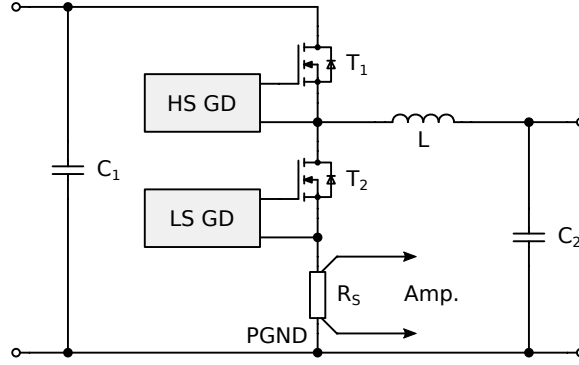 T₁
HS GD
L
C₁
T₂
LS GD
C₂
Rₛ
Amp.
PGND